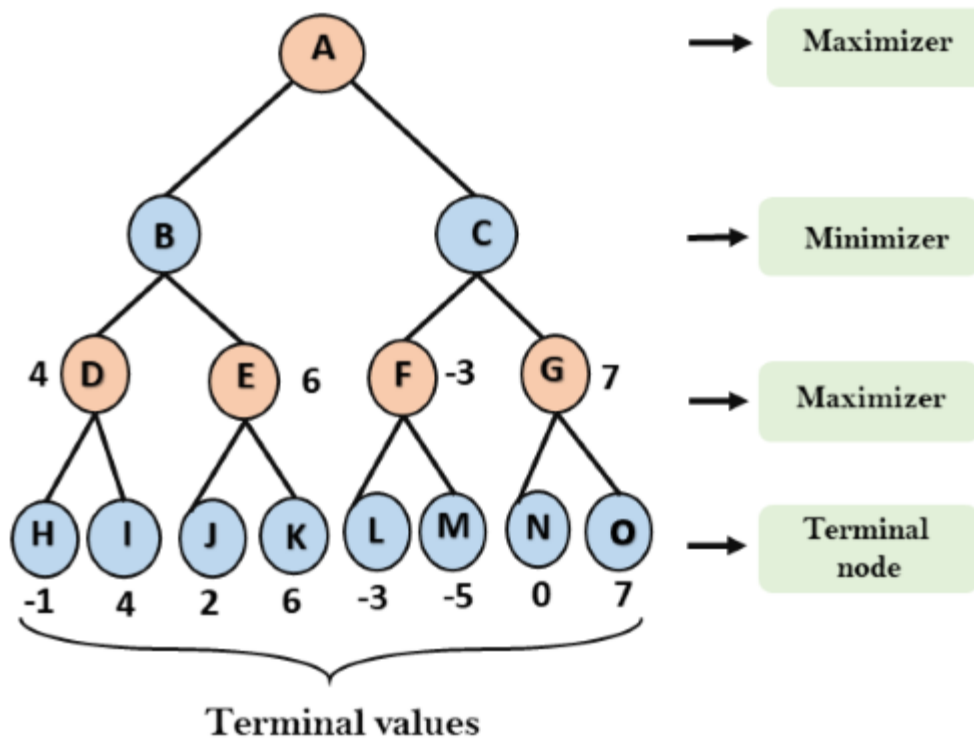 A
Maximizer
B
C
Minimizer
4 D
E 6
F -3
G 7
Maximizer
H I J K L M N O
Terminal
node
-1 4 2 6 -3 -5 0 7
Terminal values